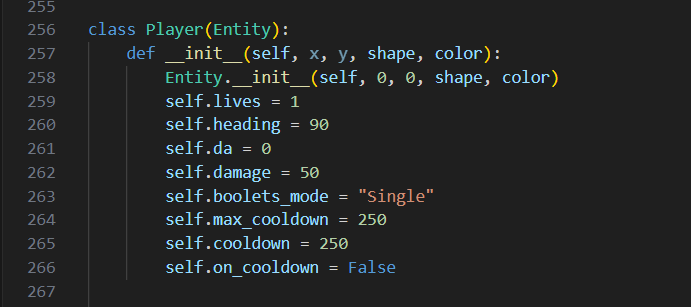 255
256 class Player(Entity):
257 def __init__(self, x, y, shape, color):
258 Entity.__init__(self, 0, 0, shape, color)
259 self.lives = 1
260 self.heading = 90
261 self.da = 0
262 self.damage = 50
263 self.boolets_mode = "Single"
264 self.max_cooldown = 250
265 self.cooldown = 250
266 self.on_cooldown = False
267